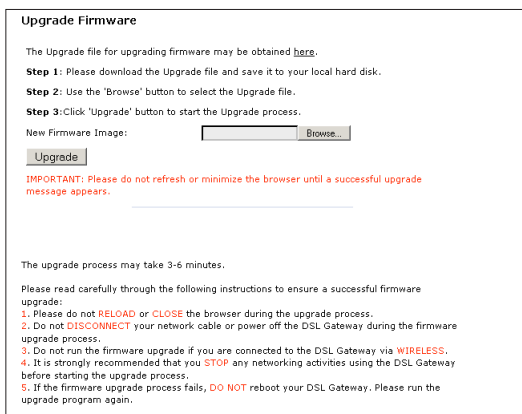 Upgrade Firmware
The Upgrade file for upgrading firmware may be obtained here.
Step 1: Please download the Upgrade file and save it to your local hard disk.
Step 2: Use the 'Browse' button to select the Upgrade file.
Step 3:Click 'Upgrade' button to start the Upgrade process.
New Firmware Image: Browse...
Upgrade
IMPORTANT: Please do not refresh or minimize the browser until a successful upgrade
message appears.
The upgrade process may take 3-6 minutes.
Please read carefully through the following instructions to ensure a successful firmware
upgrade:
1. Please do not RELOAD or CLOSE the browser during the upgrade process.
2. Do not DISCONNECT your network cable or power off the DSL Gateway during the firmware
upgrade process.
3. Do not run the firmware upgrade if you are connected to the DSL Gateway via WIRELESS.
4. It is strongly recommended that you STOP any networking activities using the DSL Gateway
before starting the upgrade process.
5. If the firmware upgrade process fails, DO NOT reboot your DSL Gateway. Please run the
upgrade program again.